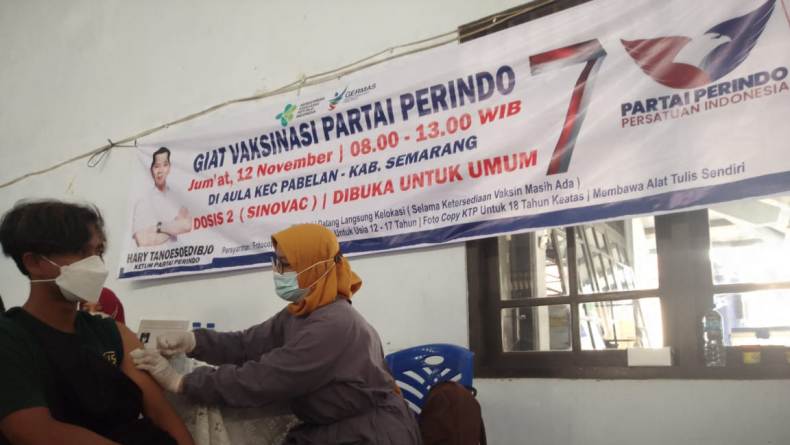 GERMAS
GIAT VAKSINASI PARTAI PERINDO
Jum'at, 12 November | 08.00 - 13.00 WIB
DI AULA KEC PABELAN - KAB. SEMARANG
DOSIS 2 ( SINOVAC ) | DIBUKA UNTUK UMUM
Datang Langsung Kelokasi ( Selama Ketersediaan Vaksin Masih Ada )
Untuk Usia 12 - 17 Tahun | Foto Copy KTP Untuk 18 Tahun Keatas | Membawa Alat Tulis Sendiri
7
PARTAI PERINDO
PERSATUAN INDONESIA
HARY TANOESOEDIBJO
KETUM PARTAI PERINDO